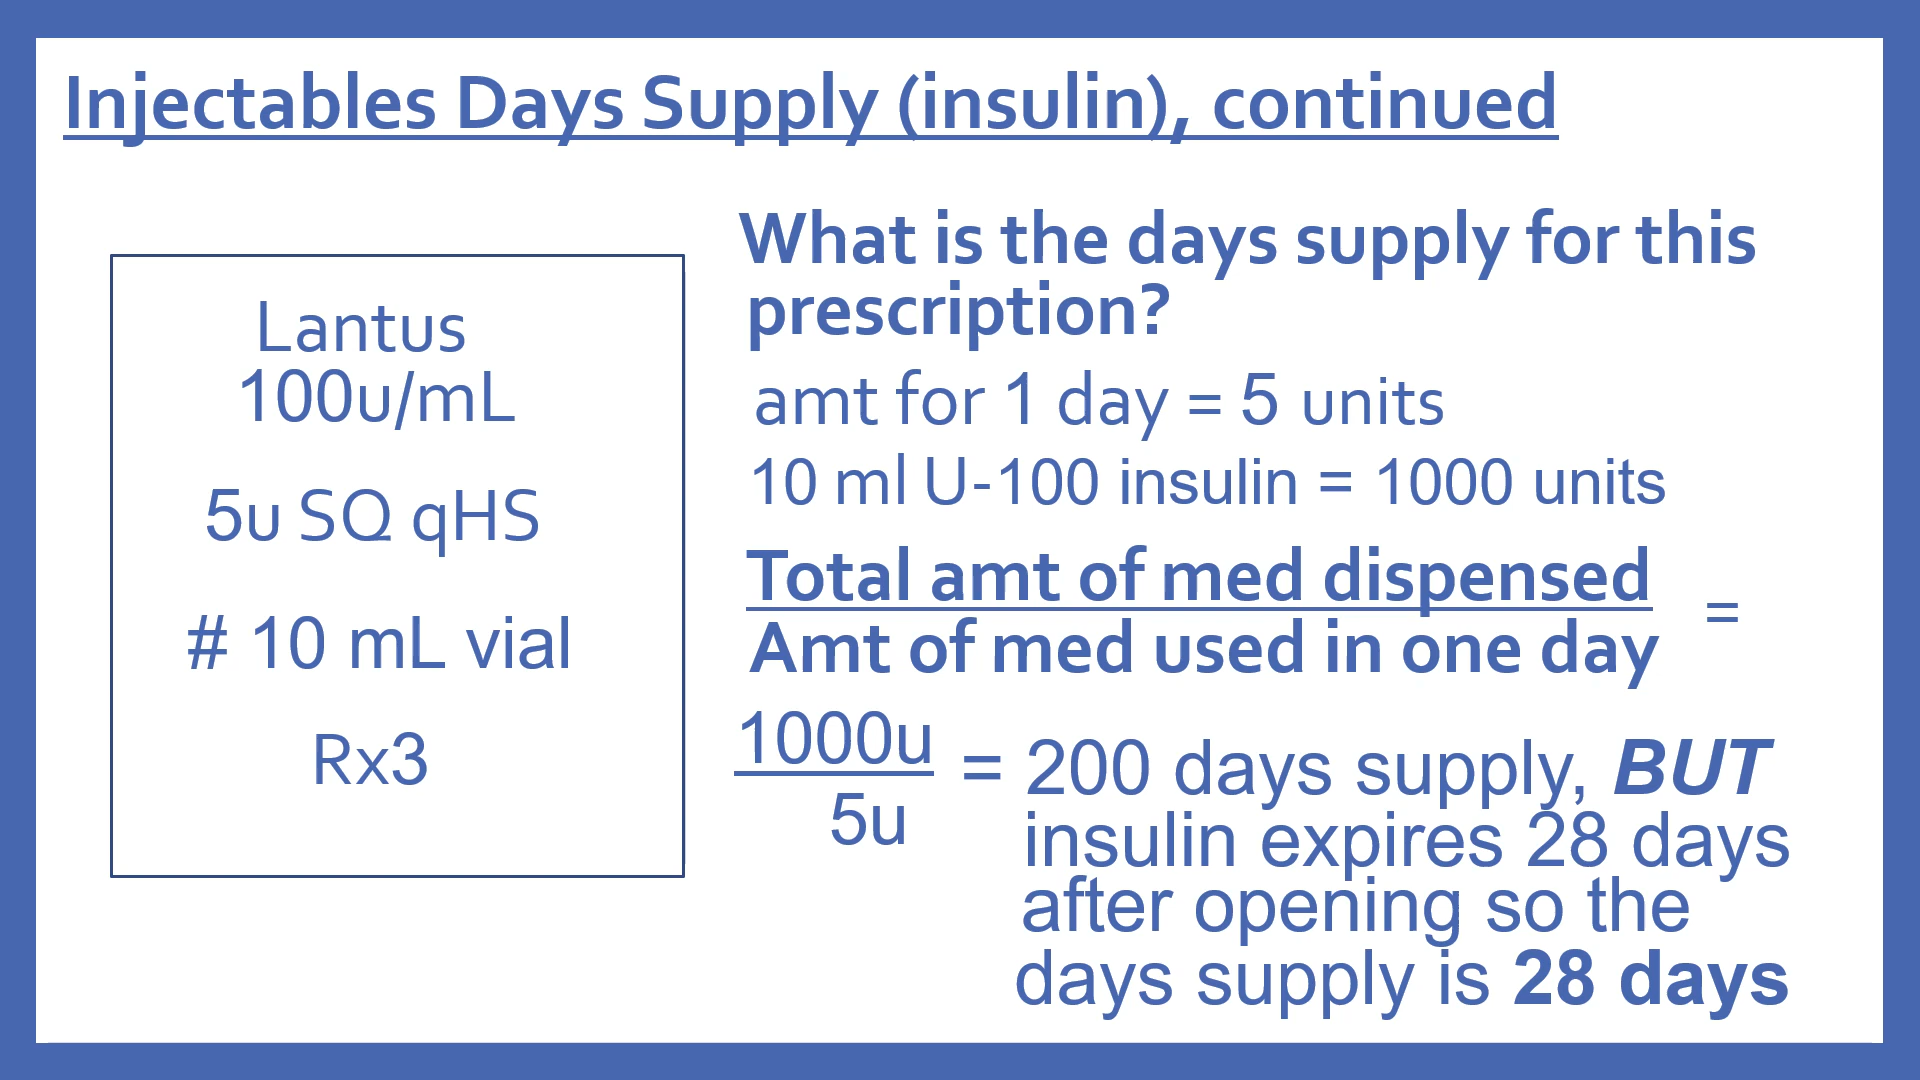 Injectables Days Supply (insulin), continued
Lantus
100u/mL
5u SQ qHS
# 10 mL vial
Rx3
What is the days supply for this
prescription?
amt for 1 day = 5 units
10 ml U-100 insulin = 1000 units
Total amt of med dispensed
=
Amt of med used in one day
1000u
5u
= 200 days supply, BUT
insulin expires 28 days
after opening so the
days supply is 28 days